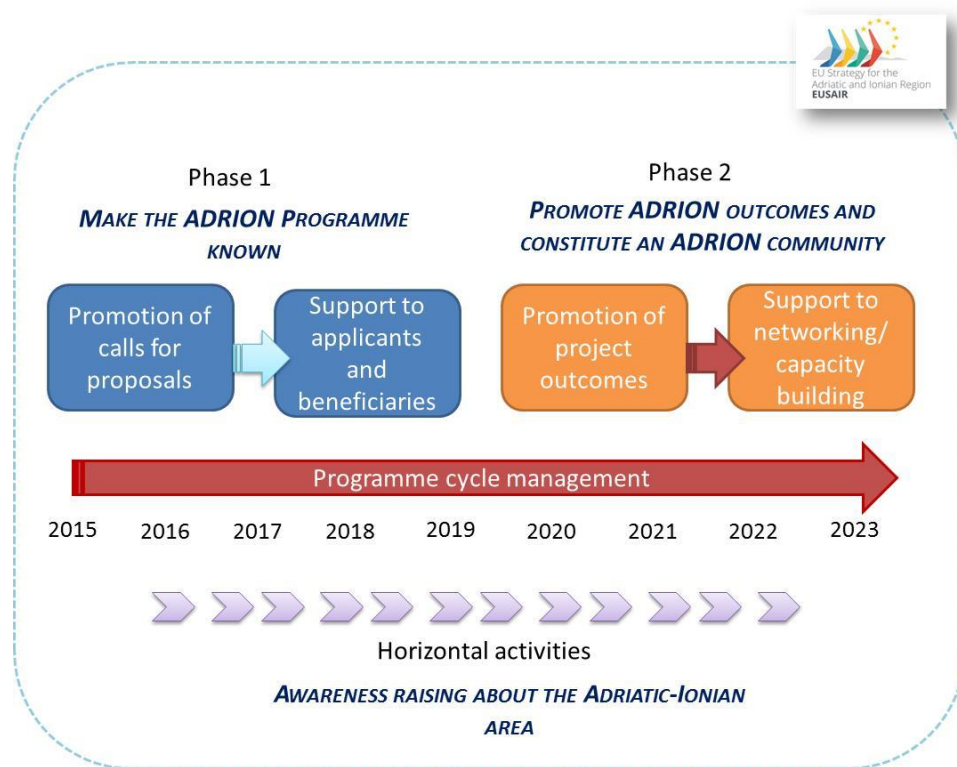 EU Strategy for the
Adriatic and Ionian Region
EUSAIR
Phase 1
MAKE THE ADRION PROGRAMME
KNOWN
Phase 2
PROMOTE ADRION OUTCOMES AND
CONSTITUTE AN ADRION COMMUNITY
Promotion of
calls for
proposals
Support to
applicants
and
beneficiaries
Promotion of
project
outcomes
Support to
networking/
capacity
building
Programme cycle management
2015 2016 2017 2018 2019 2020 2021 2022 2023
Horizontal activities
AWARENESS RAISING ABOUT THE ADRIATIC-IONIAN
AREA